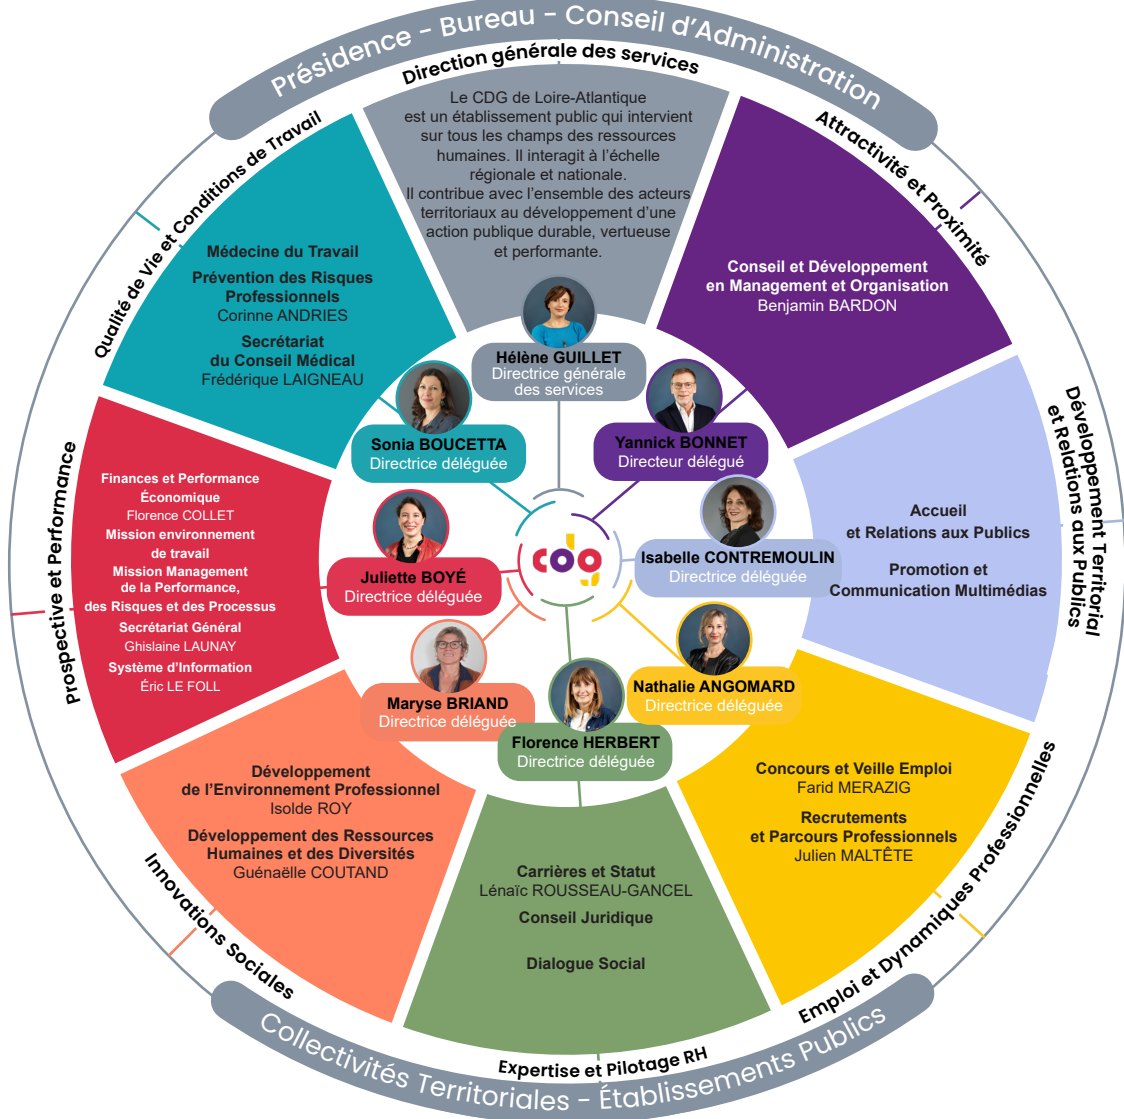 Présidence - Bureau - Conseil d'Administration
Direction générale des services
Le CDG de Loire-Atlantique
est un établissement public qui intervient
sur tous les champs des ressources
humaines. Il interagit à l'échelle
régionale et nationale.
Il contribue avec l'ensemble des acteurs
territoriaux au développement d'une
action publique durable, vertueuse
et performante.
Hélène GUILLET
Directrice générale
des services
Attractivité et Proximité
Conseil et Développement
en Management et Organisation
Benjamin BARDON
Yannick BONNET
Directeur délégué
Développement Territorial
et Relations aux Publics
Accueil
et Relations aux Publics
Promotion et
Communication Multimédias
Isabelle CONTREMOULIN
Directrice déléguée
Emploi et Dynamiques Professionnelles
Concours et Veille Emploi
Farid MERAZIG
Recrutements
et Parcours Professionnels
Julien MALTÊTE
Nathalie ANGOMARD
Directrice déléguée
Expertise et Pilotage RH
Carrières et Statut
Lénaïc ROUSSEAU-GANCEL
Conseil Juridique
Dialogue Social
Florence HERBERT
Directrice déléguée
Innovations Sociales
Développement
de l'Environnement Professionnel
Isolde ROY
Développement des Ressources
Humaines et des Diversités
Guénaëlle COUTAND
Maryse BRIAND
Directrice déléguée
Prospective et Performance
Finances et Performance
Économique
Florence COLLET
Mission environnement
de travail
Mission Management
de la Performance,
des Risques et des Processus
Secrétariat Général
Ghislaine LAUNAY
Système d'Information
Éric LE FOLL
Juliette BOYÉ
Directrice déléguée
Qualité de Vie et Conditions de Travail
Médecine du Travail
Prévention des Risques
Professionnels
Corinne ANDRIES
Secrétariat
du Conseil Médical
Frédérique LAIGNEAU
Sonia BOUCETTA
Directrice déléguée
cdg
Collectivités Territoriales - Établissements Publics